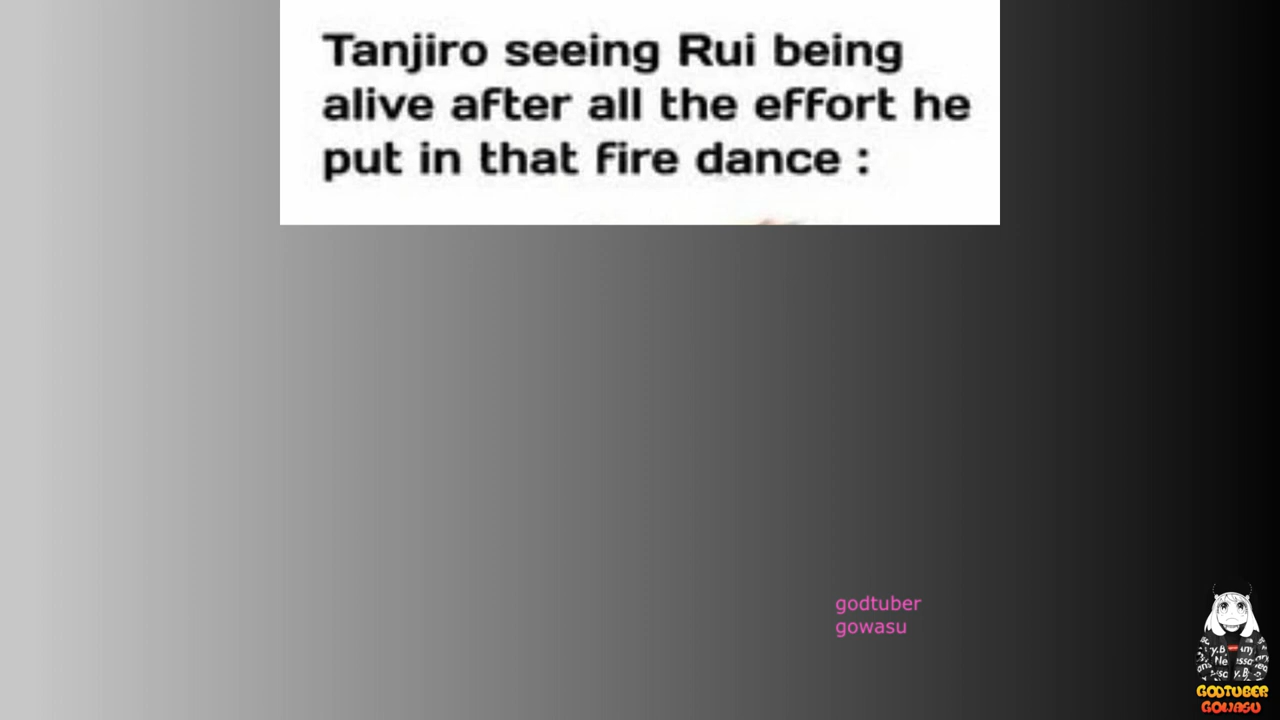 Tanjiro seeing Rui being
alive after all the effort he
put in that fire dance :
godtuber
gowasu
GODTUBER
GOWASU